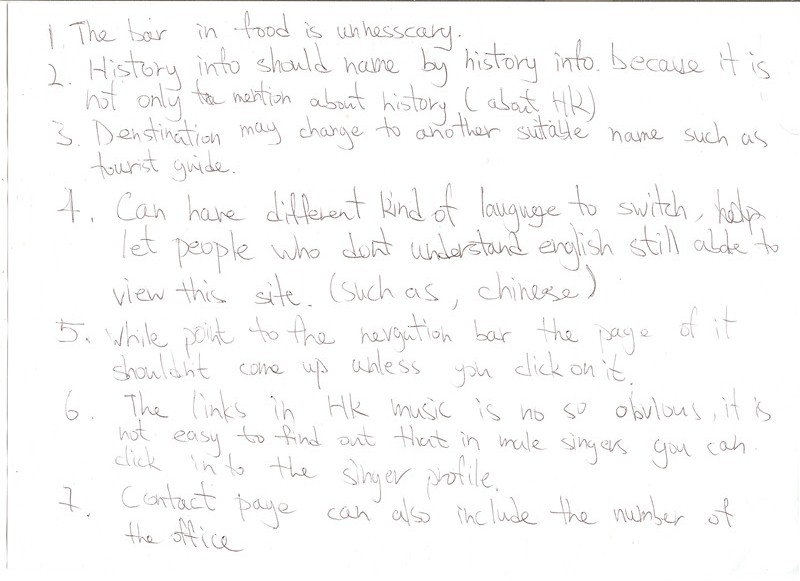 1. The bar in food is unhesscary.
2. History info should name by history info. because it is
not only to mention about history (about HK)
3. Denstination may change to another suitable name such as
tourist guide.
4. Can have different kind of lauguge to switch, help
let people who dont understand english still abde to
view this site. (such as, chinese)
5. While point to the nevgution bar the page of it
shouldn't come up unless you click on it.
6. The links in HK music is no so obvious, it is
not easy to find out that in male singers you can
click in to the singer profile.
7. Contact page can also include the number of
the office